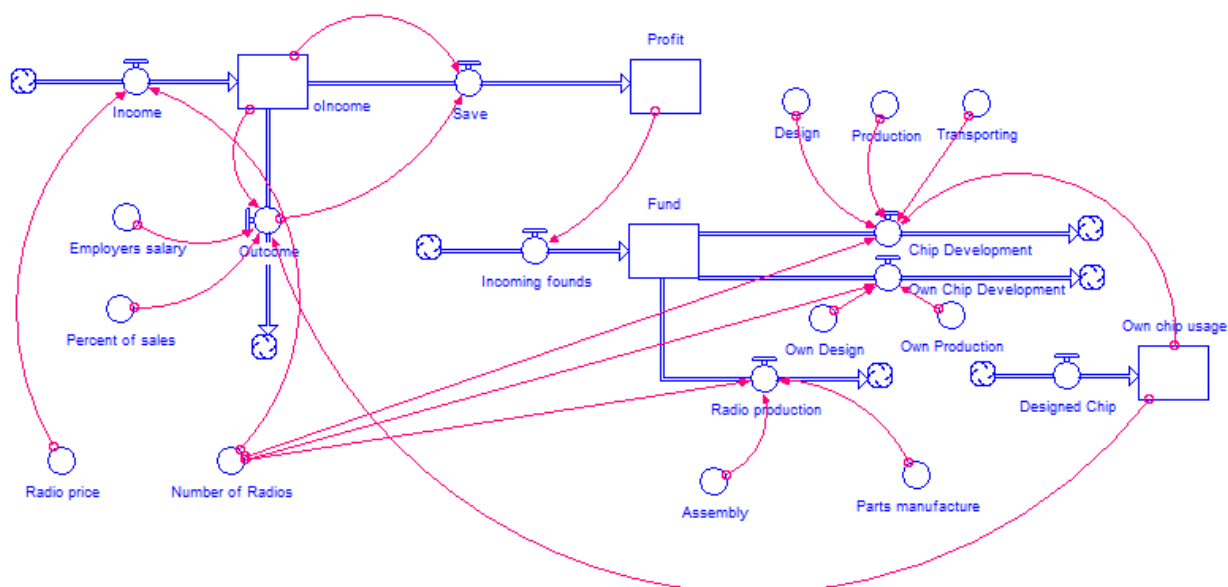 Profit
Income
oIncome
Save
Design
Production
Transporting
Employers salary
Outcome
Fund
Incoming founds
Chip Development
Own Chip Development
Percent of sales
Own Design
Own Production
Own chip usage
Radio production
Designed Chip
Radio price
Number of Radios
Assembly
Parts manufacture